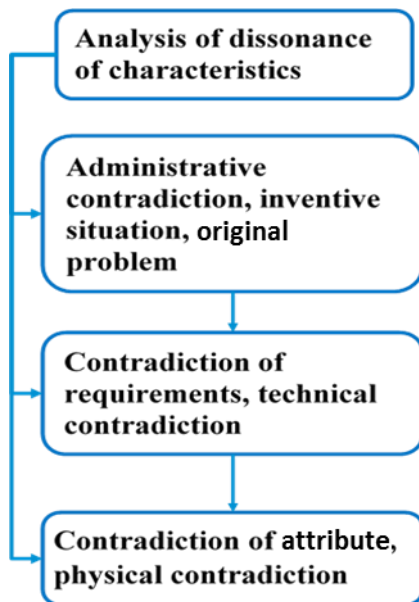 Analysis of dissonance
of characteristics
Administrative
contradiction, inventive
situation, original
problem
Contradiction of
requirements, technical
contradiction
Contradiction of attribute,
physical contradiction